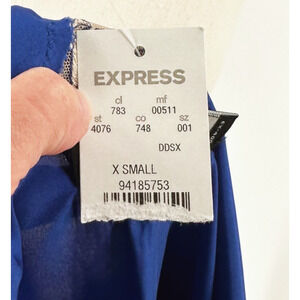 EXPRESS
cl mf
783 00511
st co sz
4076 748 001
DDSX
X SMALL
94185753